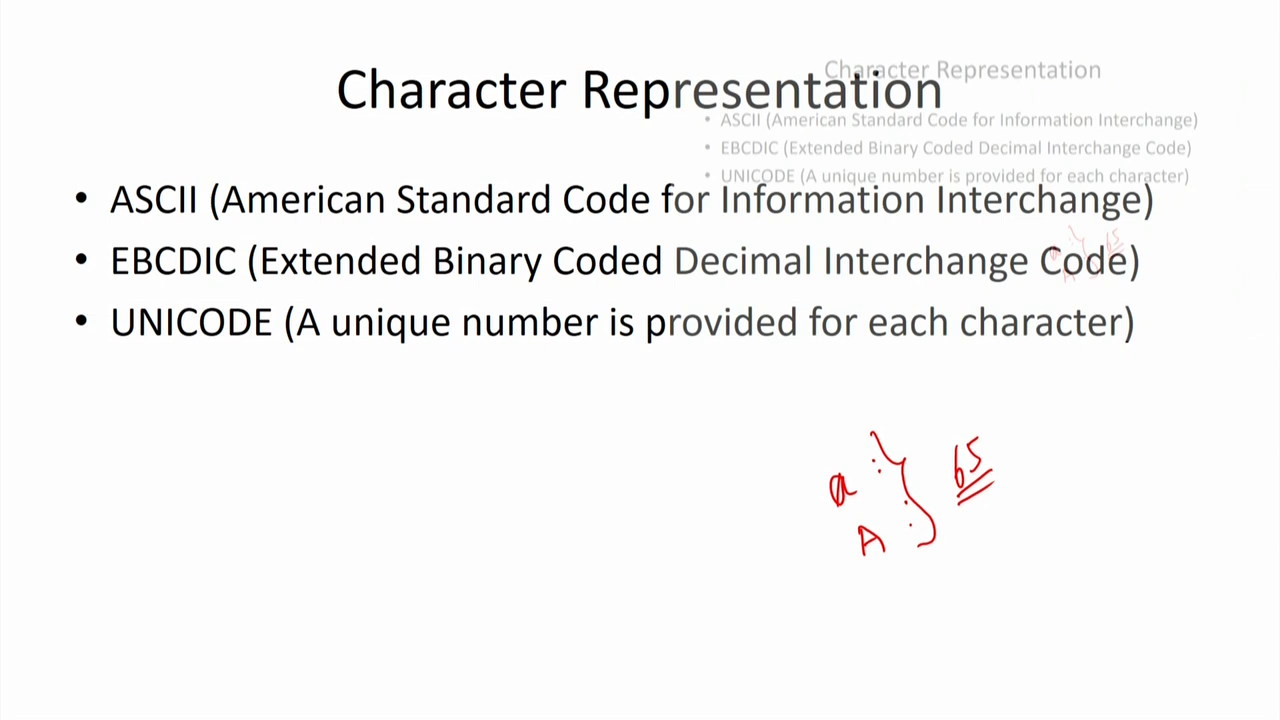 Character Representation
• ASCII (American Standard Code for Information Interchange)
• EBCDIC (Extended Binary Coded Decimal Interchange Code)
• UNICODE (A unique number is provided for each character)
Character Representation
• ASCII (American Standard Code for Information Interchange)
• EBCDIC (Extended Binary Coded Decimal Interchange Code)
• UNICODE (A unique number is provided for each character)
a : 65
A :
a : 65
A :